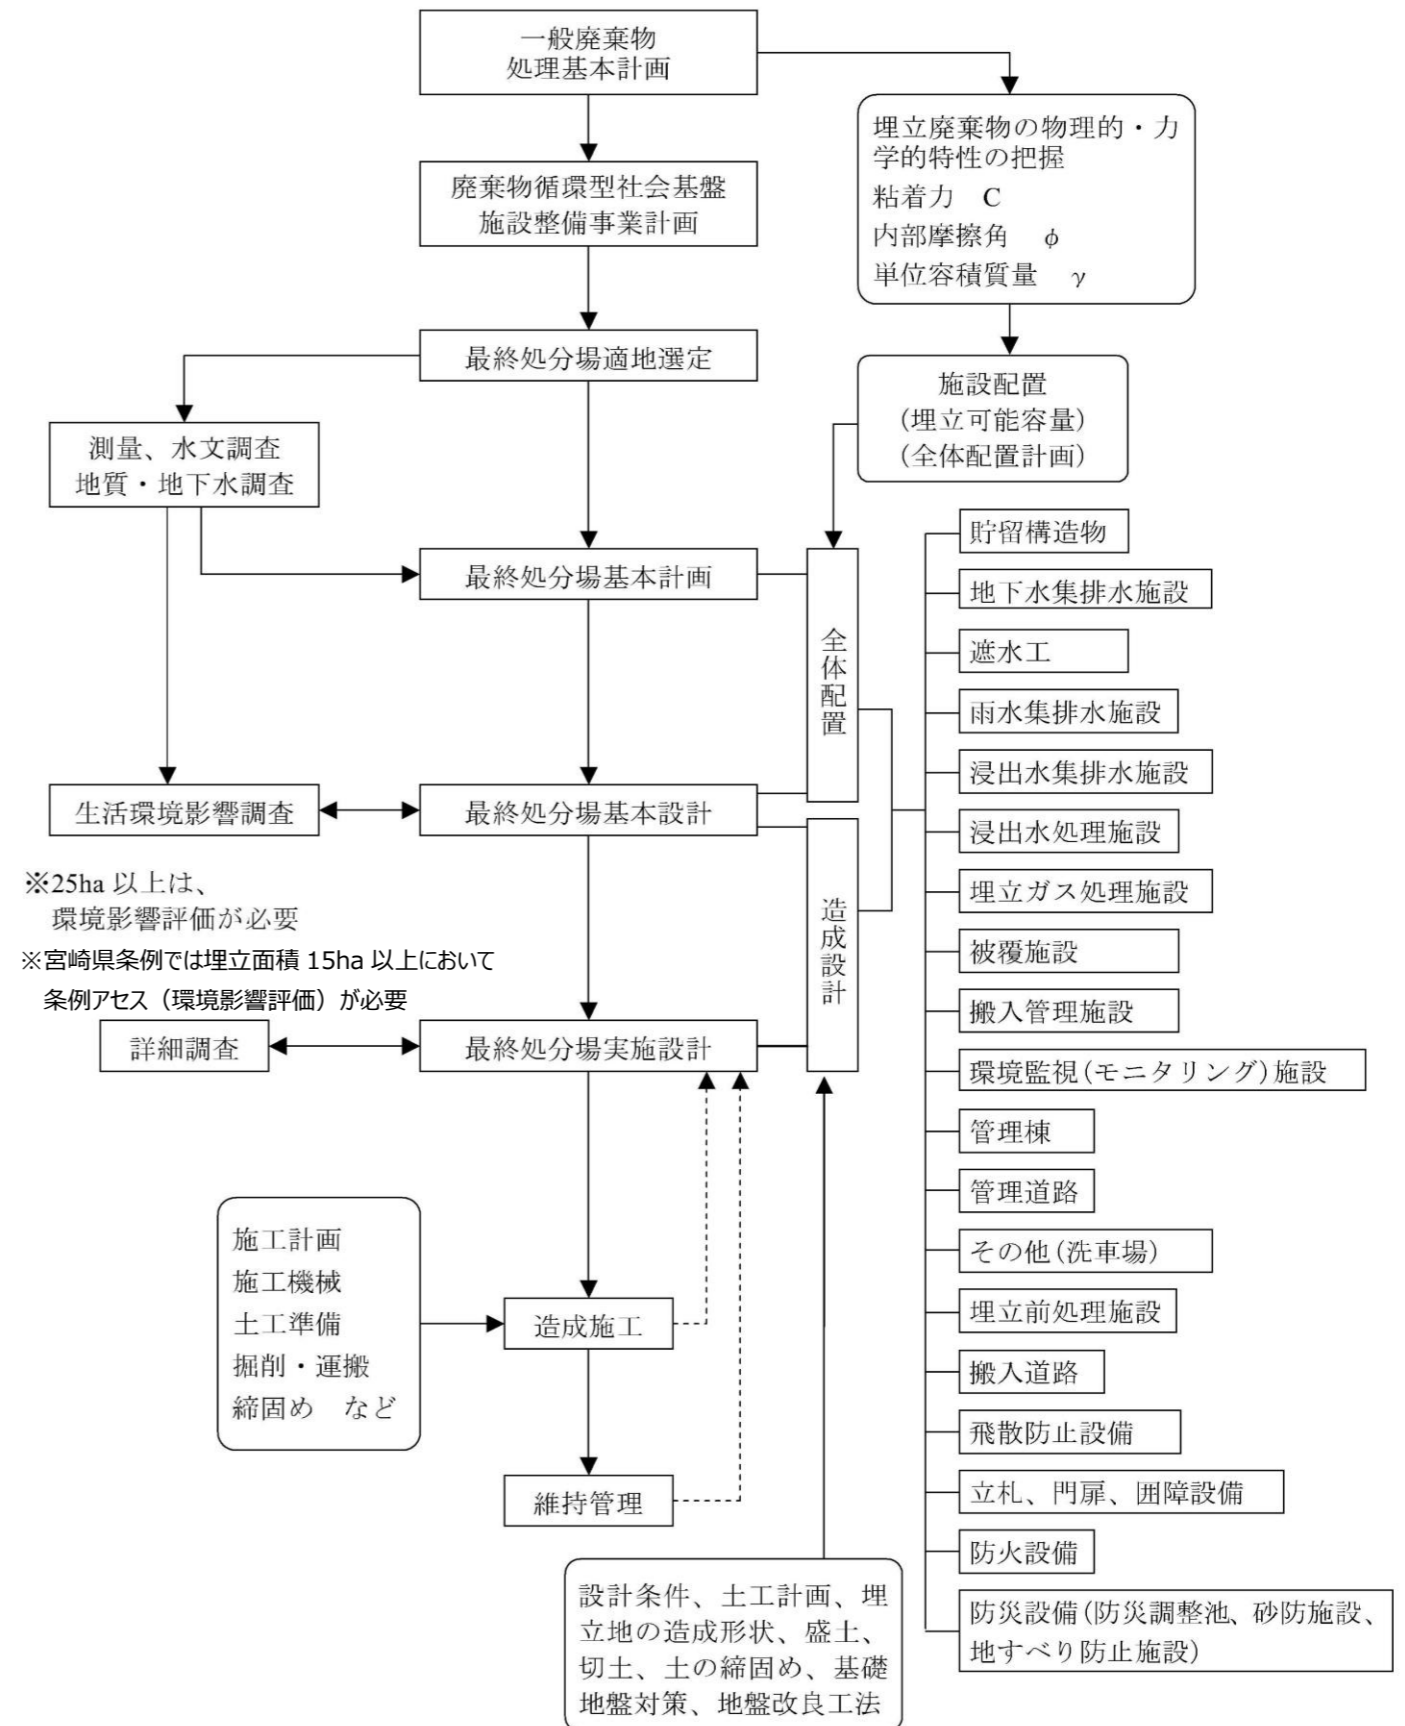 一般廃棄物
処理基本計画
埋立廃棄物の物理的・力
学的特性の把握
粘着力　C
内部摩擦角　φ
単位容積質量　γ
廃棄物循環型社会基盤
施設整備事業計画
最終処分場適地選定
施設配置
(埋立可能容量)
(全体配置計画)
測量、水文調査
地質・地下水調査
最終処分場基本計画
全体配置
生活環境影響調査
最終処分場基本設計
※25ha 以上は、
環境影響評価が必要
※宮崎県条例では埋立面積 15ha 以上において
条例アセス（環境影響評価）が必要
造成設計
詳細調査
最終処分場実施設計
施工計画
施工機械
土工準備
掘削・運搬
締固め　など
造成施工
維持管理
設計条件、土工計画、埋
立地の造成形状、盛土、
切土、土の締固め、基礎
地盤対策、地盤改良工法
貯留構造物
地下水集排水施設
遮水工
雨水集排水施設
浸出水集排水施設
浸出水処理施設
埋立ガス処理施設
被覆施設
搬入管理施設
環境監視(モニタリング)施設
管理棟
管理道路
その他(洗車場)
埋立前処理施設
搬入道路
飛散防止設備
立札、門扉、囲障設備
防火設備
防災設備(防災調整池、砂防施設、
地すべり防止施設)